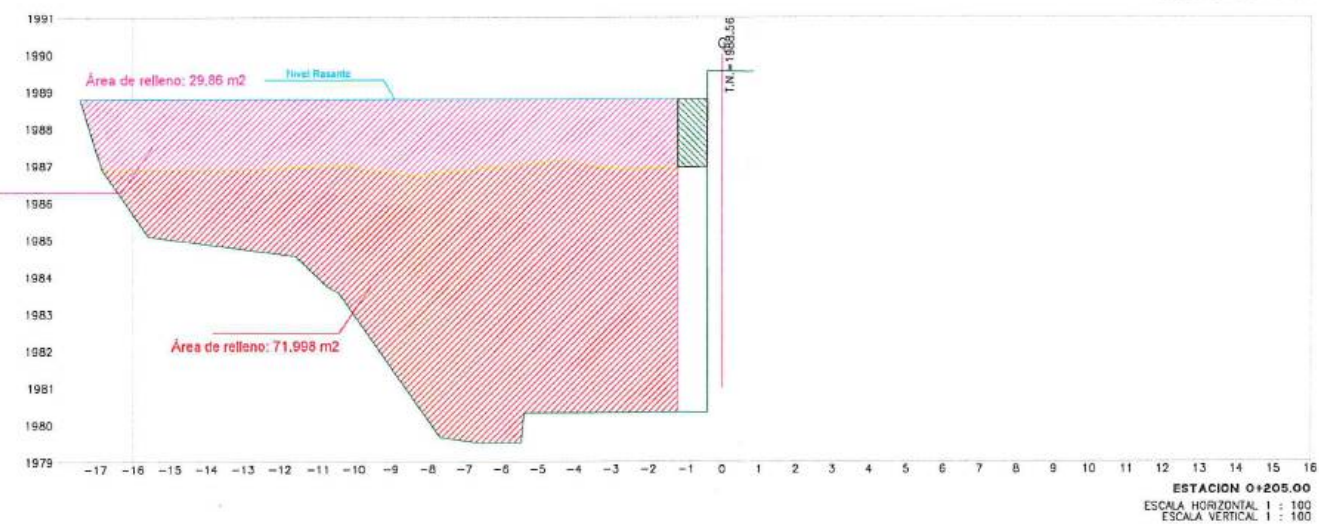 1991
1990
1989
1988
1987
1986
1985
1984
1983
1982
1981
1980
1979
Área de relleno: 29.86 m2
Nivel Rasante
T.N.=1988.56
Área de relleno: 71.998 m2
-17 -16 -15 -14 -13 -12 -11 -10 -9 -8 -7 -6 -5 -4 -3 -2 -1 0 1 2 3 4 5 6 7 8 9 10 11 12 13 14 15 16
ESTACION 0+205.00
ESCALA HORIZONTAL 1 : 100
ESCALA VERTICAL 1 : 100